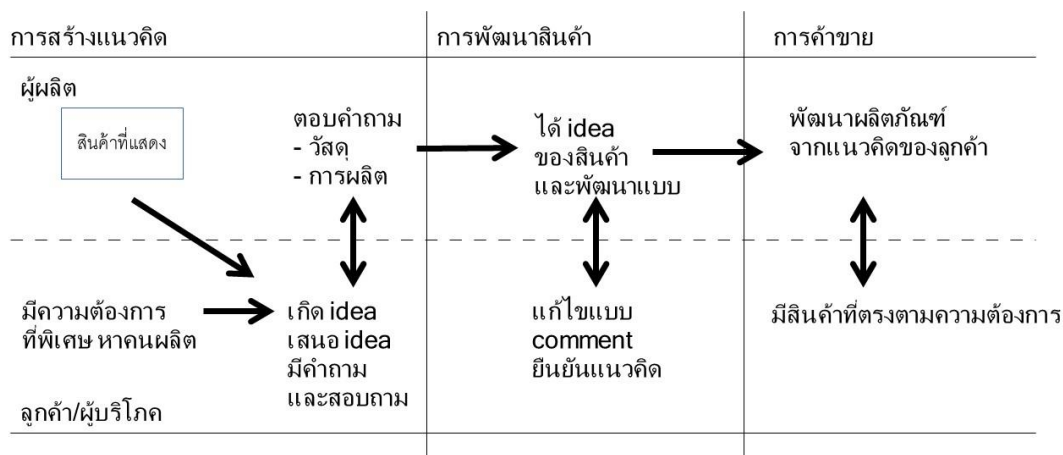 การสร้างแนวคิด
การพัฒนาสินค้า
การค้าขาย
ผู้ผลิต
สินค้าที่แสดง
ตอบคำถาม
- วัสดุ
- การผลิต
ได้ idea
ของสินค้า
และพัฒนาแบบ
พัฒนาผลิตภัณฑ์
จากแนวคิดของลูกค้า
มีความต้องการ
ที่พิเศษ หาคนผลิต
เกิด idea
เสนอ idea
มีคำถาม
และสอบถาม
แก้ไขแบบ
comment
ยืนยันแนวคิด
มีสินค้าที่ตรงตามความต้องการ
ลูกค้า/ผู้บริโภค